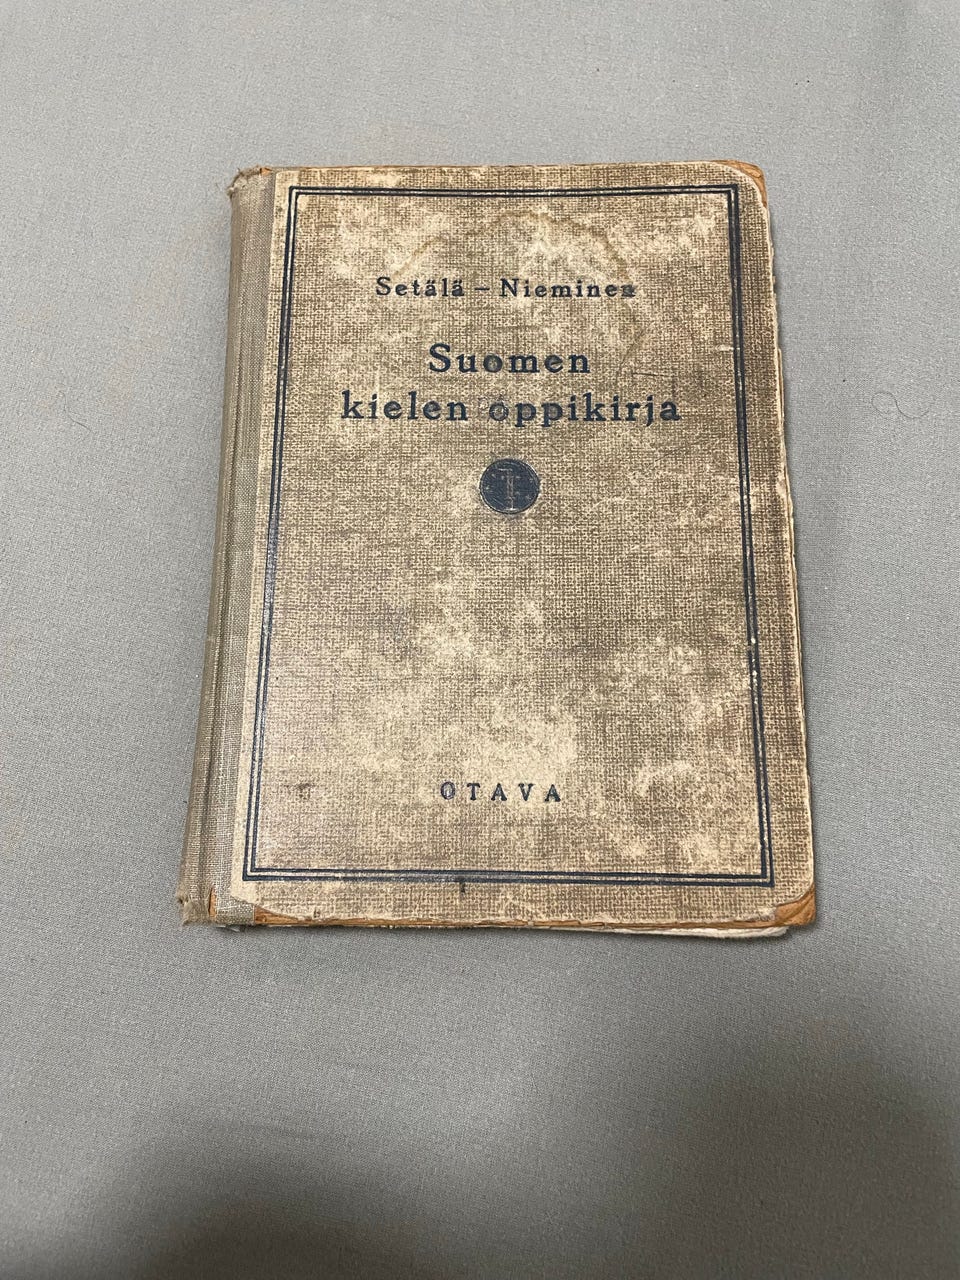 Setälä – Nieminen
Suomen
kielen oppikirja
I
OTAVA